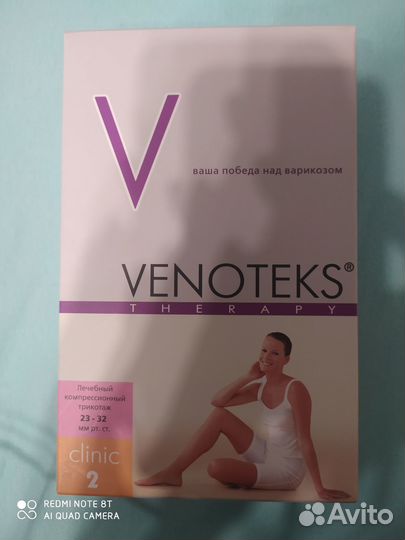 V
ваша победа над варикозом
VENOTEKS®
THERAPY
Лечебный
компрессионный
трикотаж
23 - 32
мм рт. ст.
clinic
2
REDMI NOTE 8T
AI QUAD CAMERA
Avito